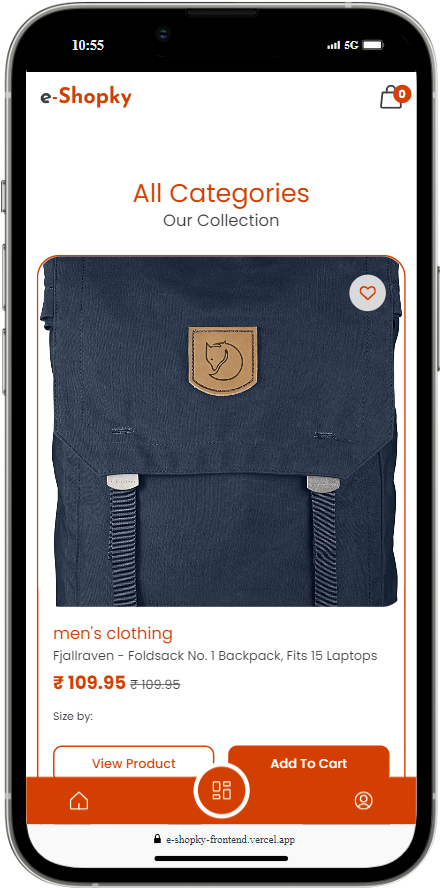 10:55
5G
e-Shopky
0
All Categories
Our Collection
men's clothing
Fjallraven - Foldsack No. 1 Backpack, Fits 15 Laptops
₹ 109.95 ₹ 109.95
Size by:
View Product
Add To Cart
e-shopky-frontend.vercel.app